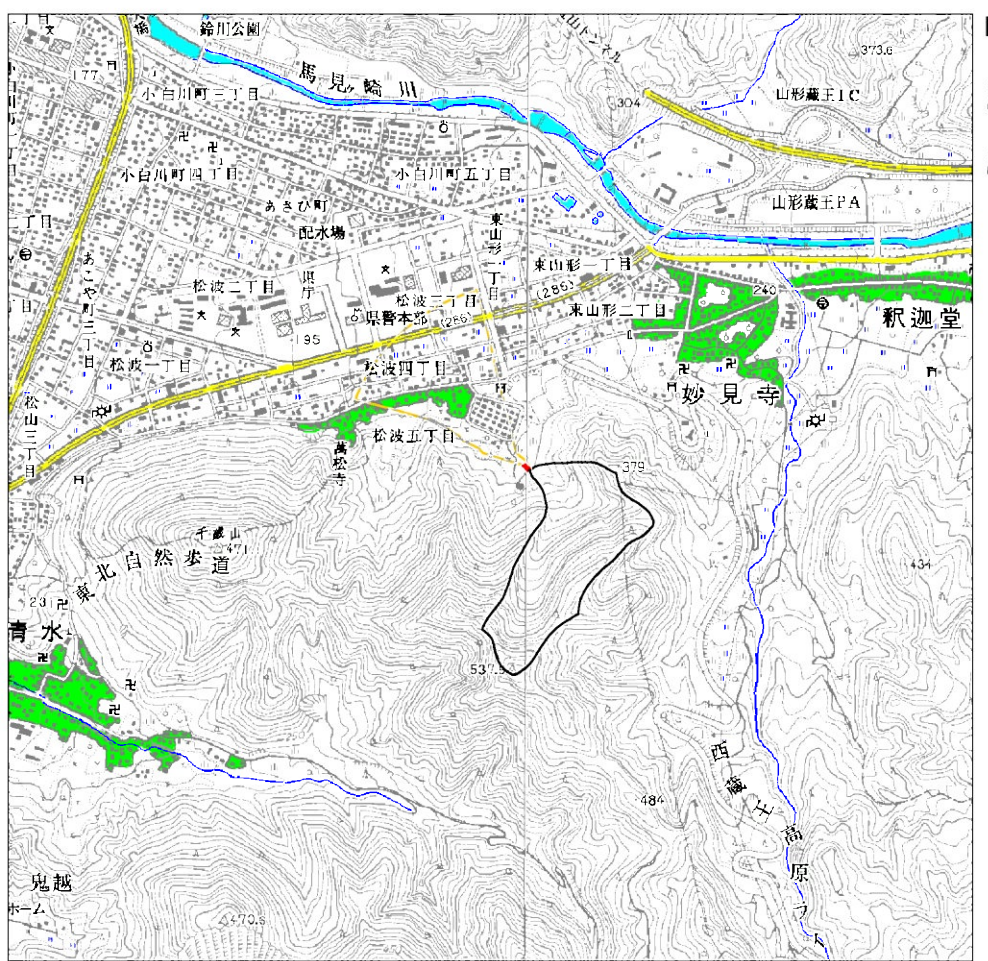 鈴川公園
177
小白川町三丁目
馬見ヶ崎川
304
373.6
山形蔵王IC
小白川町四丁目
小白川町五丁目
あさひ町
配水場
山形蔵王PA
東山形一丁目
東山形一丁目
松波二丁目
県庁
松波三丁目
(286)
240
県警本部
(286)
東山形二丁目
釈迦堂
あこや町三丁目
195
松波一丁目
松波四丁目
妙見寺
松山三丁目
松波五丁目
萬松寺
379
千歳山
471
東北自然歩道
434
231
青水
537.5
西蔵王高原ラ
484
鬼越
ホーム
470.6